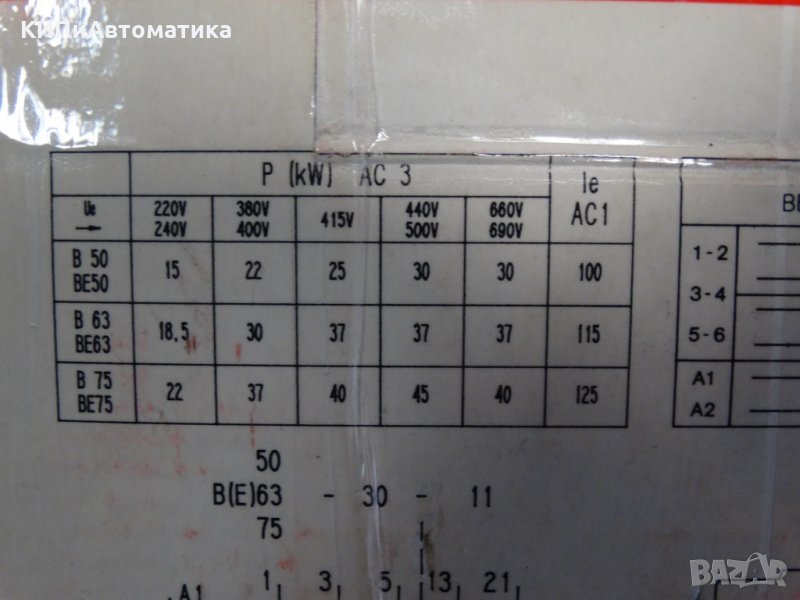 КИПиАвтоматика
P (kW) AC 3
Ie
AC1
Ue
220V
240V
380V
400V
415V
440V
500V
660V
690V
B 50
BE50
15
22
25
30
30
100
B 63
BE63
18,5
30
37
37
37
115
B 75
BE75
22
37
40
45
40
125
1-2
3-4
5-6
A1
A2
50
B(E)63 - 30 - 11
75
A1 1 3 5 13 21
BAZAR